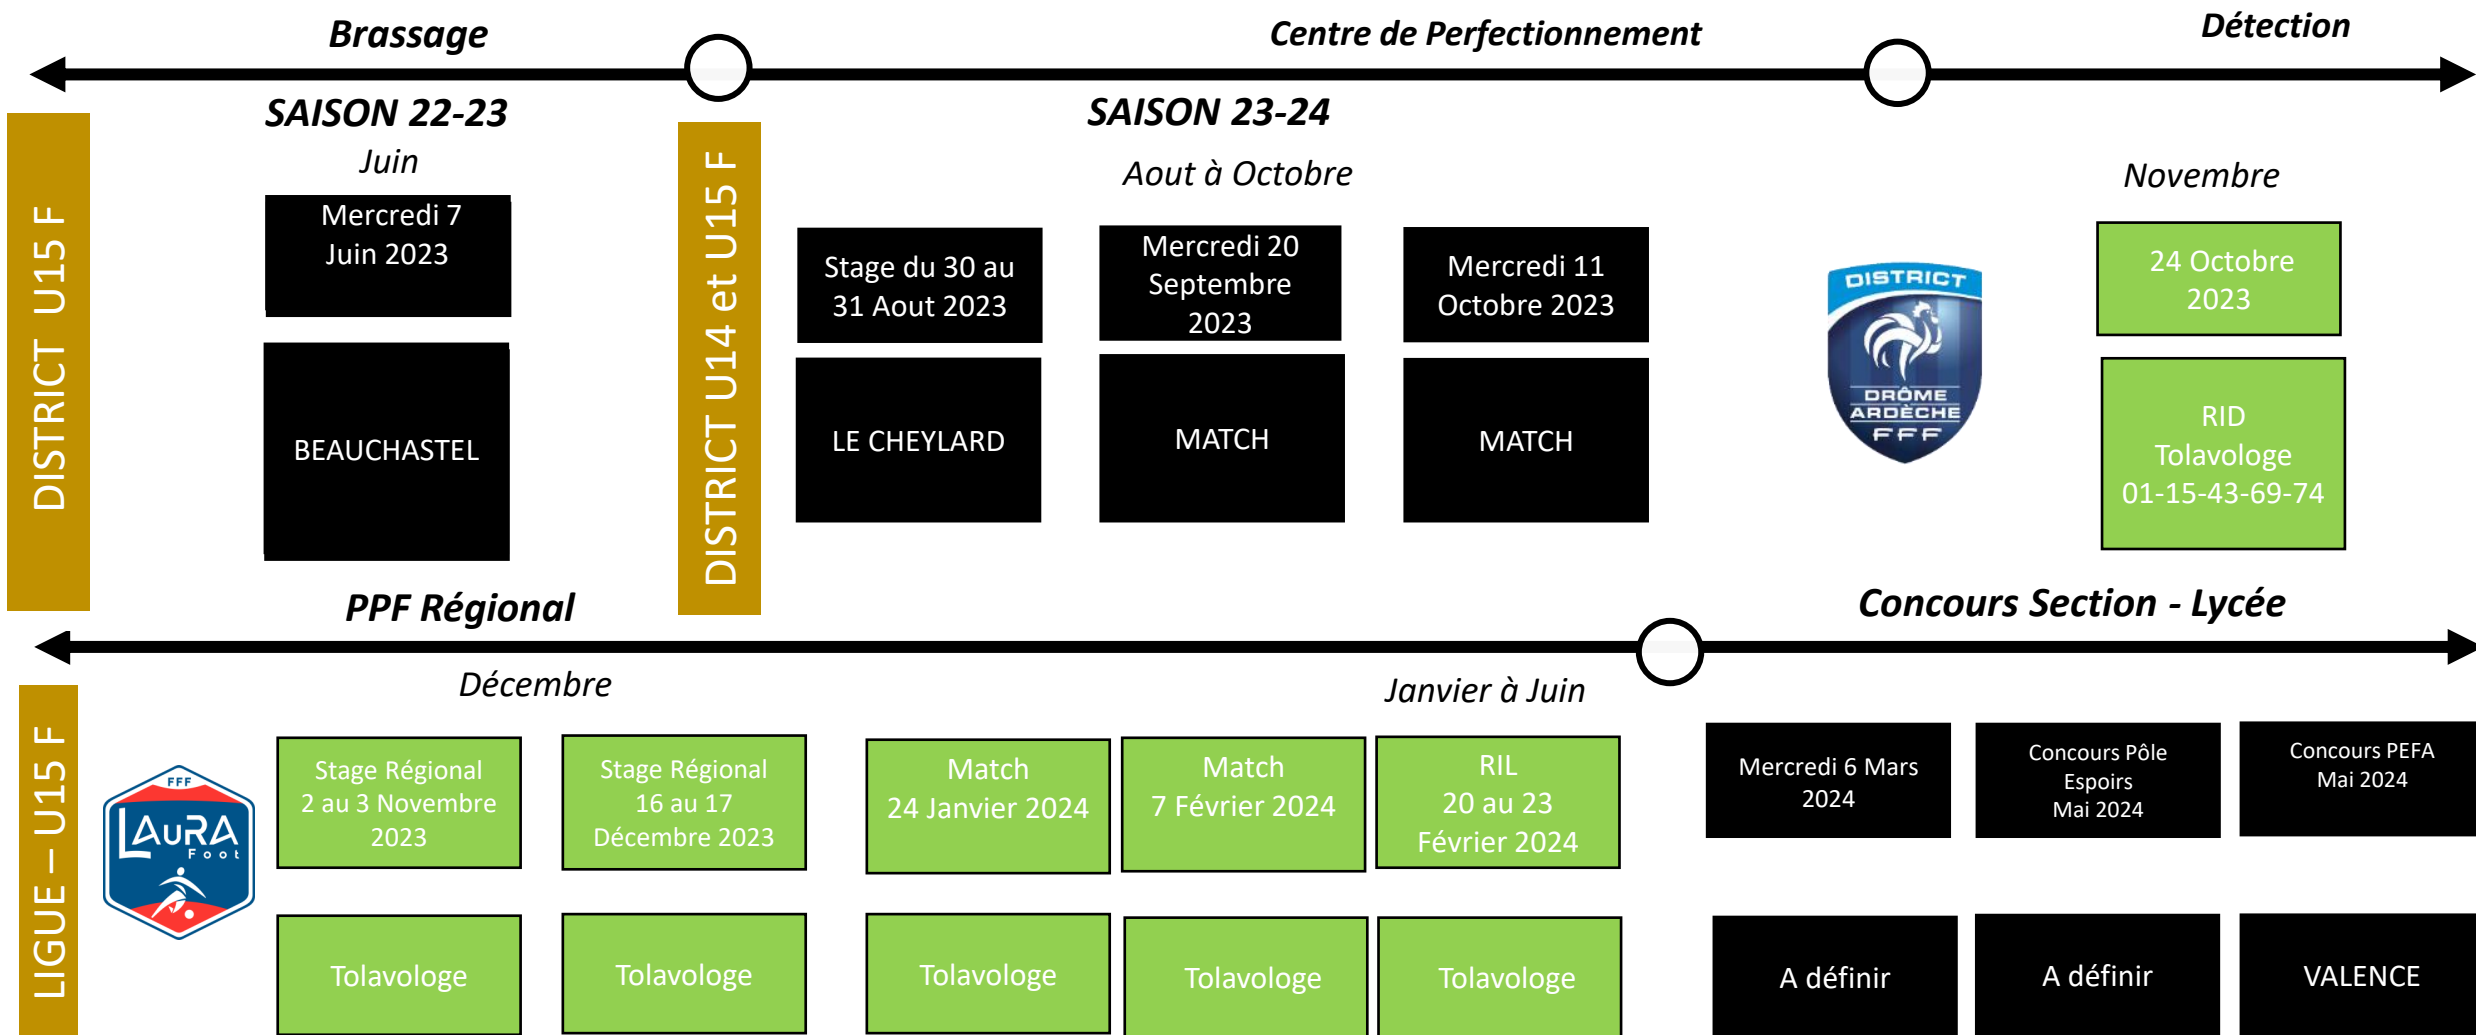 Brassage
Centre de Perfectionnement
Détection
SAISON 22-23
SAISON 23-24
Juin
Aout à Octobre
Novembre
DISTRICT U15 F
Mercredi 7
Juin 2023
BEAUCHASTEL
DISTRICT U14 et U15 F
Stage du 30 au
31 Aout 2023
LE CHEYLARD
Mercredi 20
Septembre
2023
MATCH
Mercredi 11
Octobre 2023
MATCH
DISTRICT
DRÔME
ARDÈCHE
FFF
24 Octobre
2023
RID
Tolavologe
01-15-43-69-74
PPF Régional
Concours Section - Lycée
Décembre
Janvier à Juin
LIGUE – U15 F
FFF
LAuRA
Foot
Stage Régional
2 au 3 Novembre
2023
Tolavologe
Stage Régional
16 au 17
Décembre 2023
Tolavologe
Match
24 Janvier 2024
Tolavologe
Match
7 Février 2024
Tolavologe
RIL
20 au 23
Février 2024
Tolavologe
Mercredi 6 Mars
2024
A définir
Concours Pôle
Espoirs
Mai 2024
A définir
Concours PEFA
Mai 2024
VALENCE